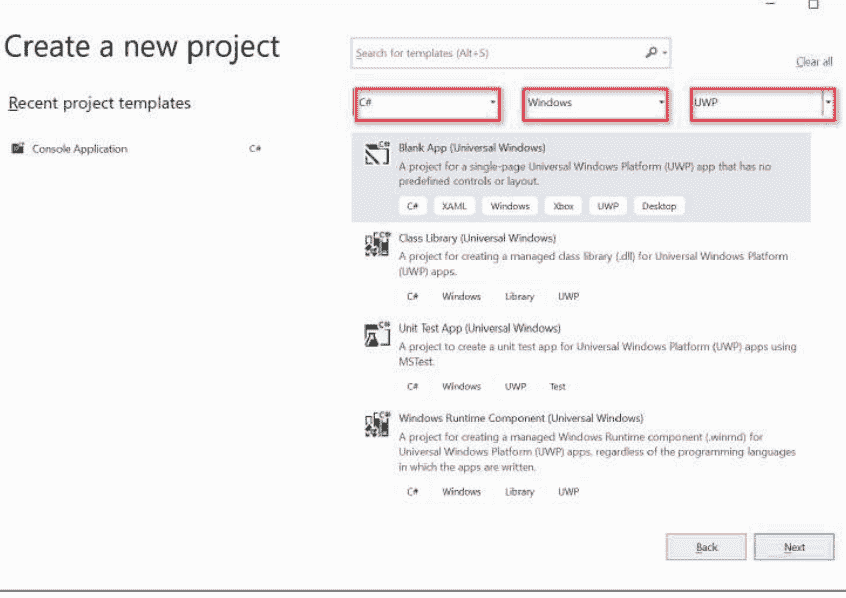 Create a new project
Search for templates (Alt+S)
Clear all
Recent project templates
C#
Windows
UWP
Console Application
C#
Blank App (Universal Windows)
A project for a single-page Universal Windows Platform (UWP) app that has no
predefined controls or layout.
C# XAML Windows Xbox UWP Desktop
Class Library (Universal Windows)
A project for creating a managed class library (.dll) for Universal Windows Platform
(UWP) apps.
C# Windows Library UWP
Unit Test App (Universal Windows)
A project to create a unit test app for Universal Windows Platform (UWP) apps using
MSTest.
C# Windows UWP Test
Windows Runtime Component (Universal Windows)
A project for creating a managed Windows Runtime component (.winmd) for
Universal Windows Platform (UWP) apps, regardless of the programming languages
in which the apps are written.
C# Windows Library UWP
Back
Next